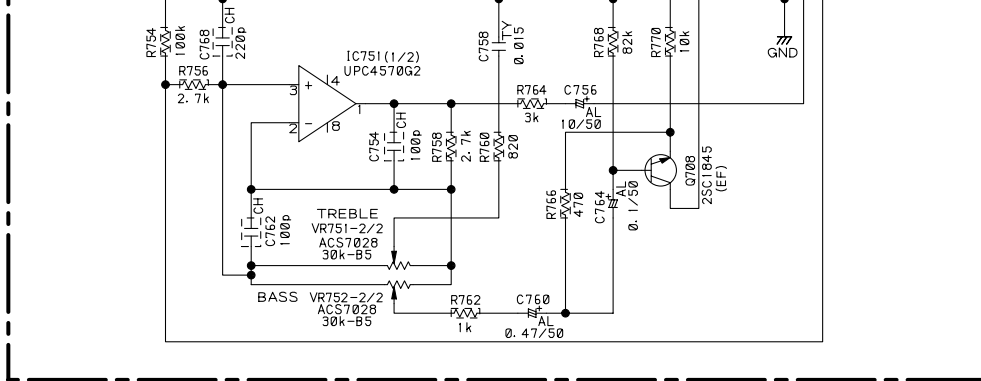 R754
100k
C768
CH
220p
IC751(1/2)
UPC4570G2
C758
TY
0.015
R768
82k
R770
10k
GND
R756
2.7k
3
+
4
1
2
−
8
R764
3k
C756
+
AL
10/50
C754
CH
100p
R758
2.7k
R760
820
Q708
2SC1845
(EF)
R766
470
C764
+
AL
0.1/50
C762
CH
100p
TREBLE
VR751-2/2
ACS7028
30k-B5
BASS
VR752-2/2
ACS7028
30k-B5
R762
1k
C760
+
AL
0.47/50